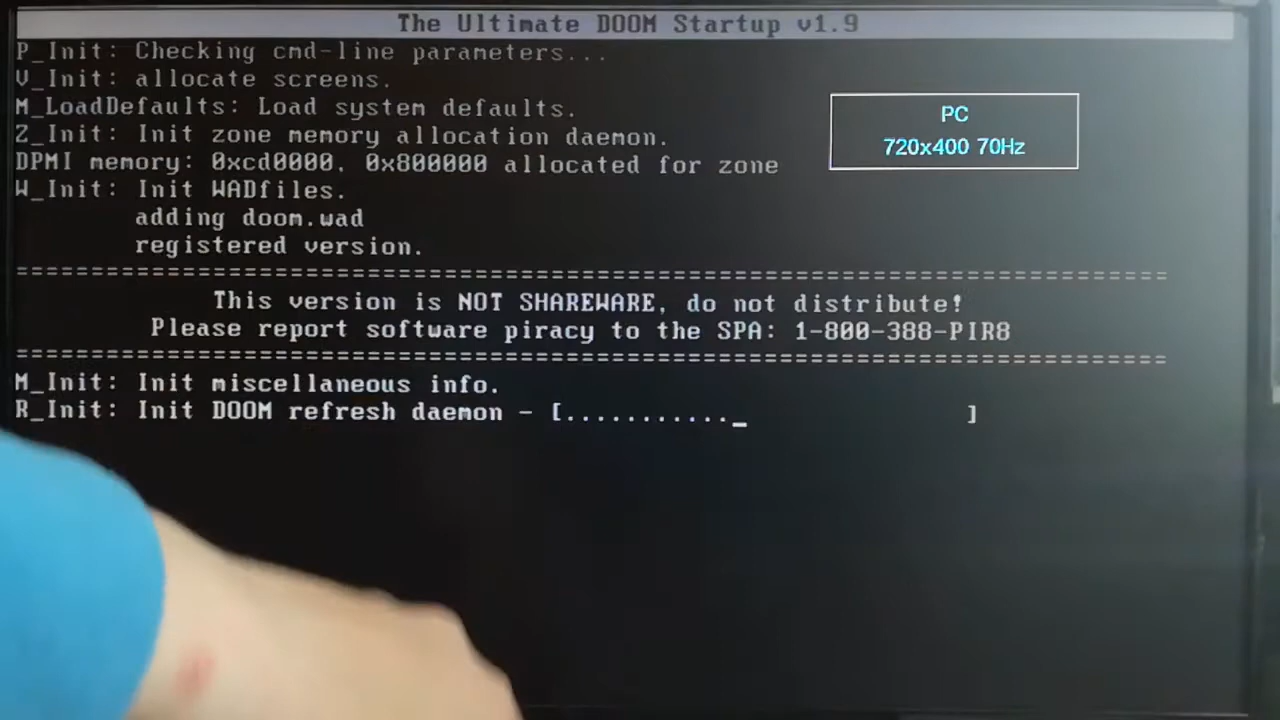 The Ultimate DOOM Startup v1.9
P_Init: Checking cmd-line parameters...
V_Init: allocate screens.
M_LoadDefaults: Load system defaults.
Z_Init: Init zone memory allocation daemon.
DPMI memory: 0xcd0000, 0x800000 allocated for zone
W_Init: Init WADfiles.
adding doom.wad
registered version.
===========================================================================
This version is NOT SHAREWARE, do not distribute!
Please report software piracy to the SPA: 1-800-388-PIR8
===========================================================================
M_Init: Init miscellaneous info.
R_Init: Init DOOM refresh daemon - [..........._               ]
PC
720x400 70Hz